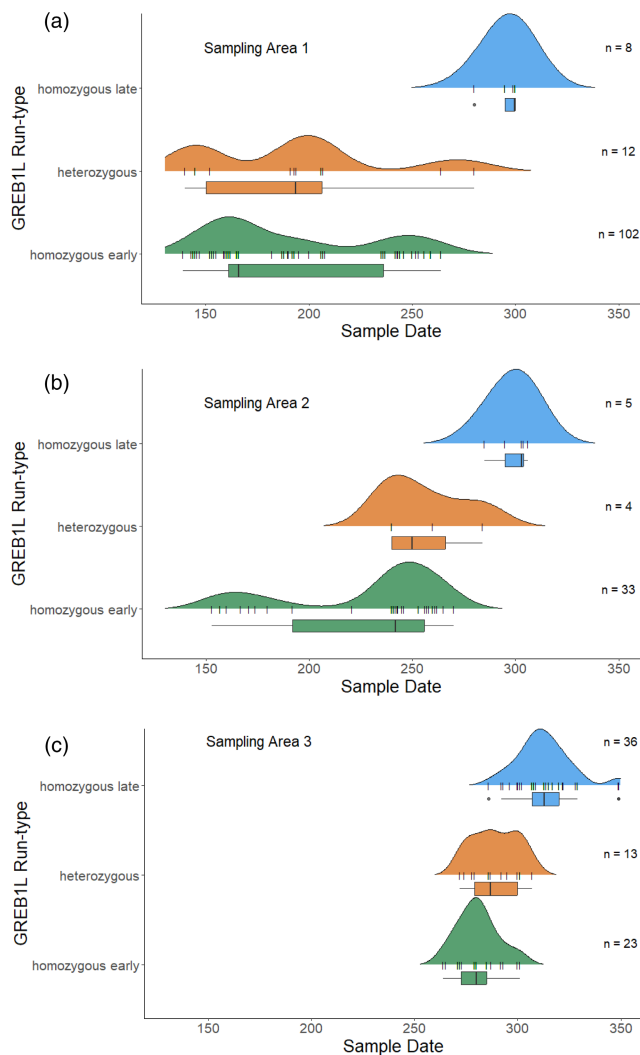 (a)
Sampling Area 1
n = 8
homozygous late
n = 12
heterozygous
n = 102
homozygous early
GREB1L Run-type
150 200 250 300 350
Sample Date
(b)
Sampling Area 2
n = 5
homozygous late
n = 4
heterozygous
n = 33
homozygous early
GREB1L Run-type
150 200 250 300 350
Sample Date
(c)
Sampling Area 3
n = 36
homozygous late
n = 13
heterozygous
n = 23
homozygous early
GREB1L Run-type
150 200 250 300 350
Sample Date